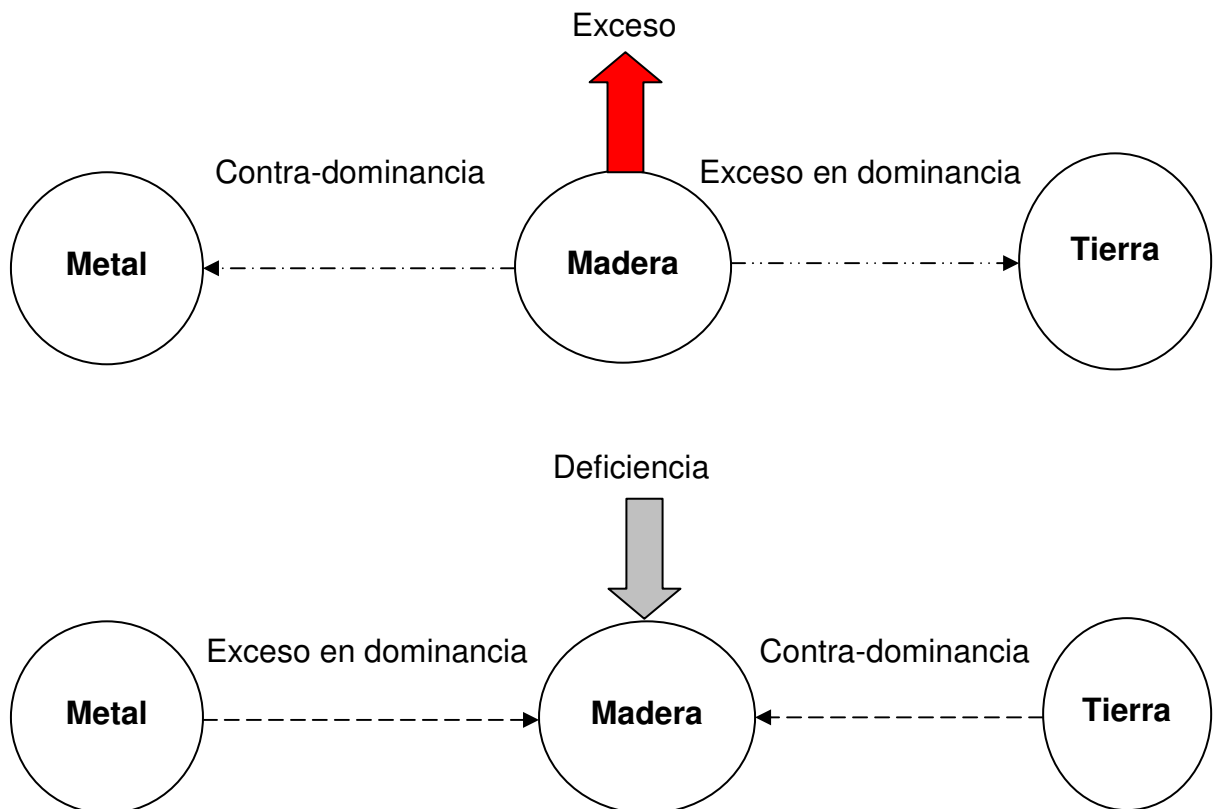 Exceso
Contra-dominancia
Exceso en dominancia
Metal
Madera
Tierra
Deficiencia
Exceso en dominancia
Contra-dominancia
Metal
Madera
Tierra